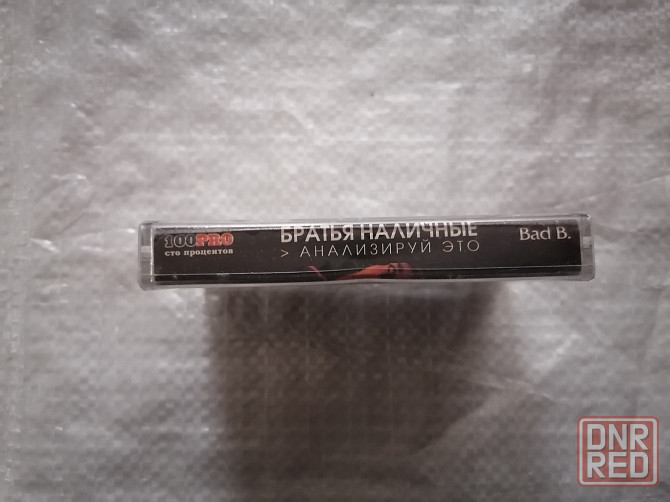 100PRO
сто процентов
БРАТЬЯ НАЛИЧНЫЕ
> АНАЛИЗИРУЙ ЭТО
Bad B.
DNR
RED